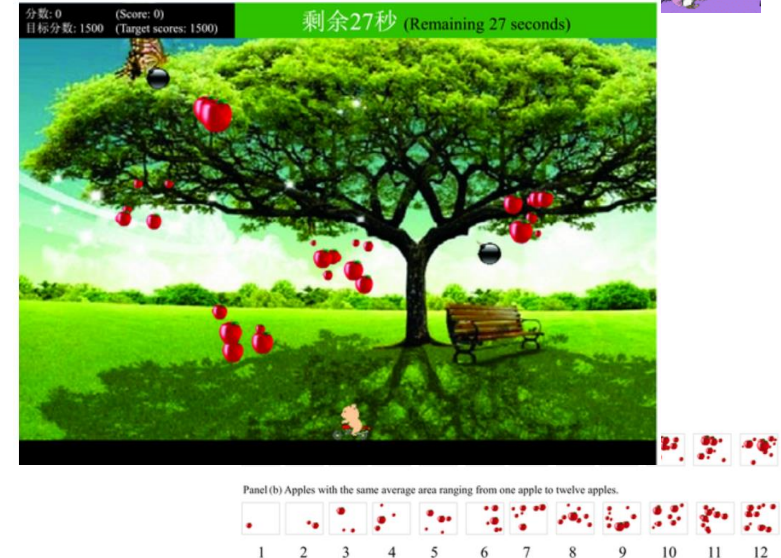 分数: 0 (Score: 0)
目标分数: 1500 (Target scores: 1500)
剩余27秒 (Remaining 27 seconds)
Panel (b) Apples with the same average area ranging from one apple to twelve apples.
1 2 3 4 5 6 7 8 9 10 11 12